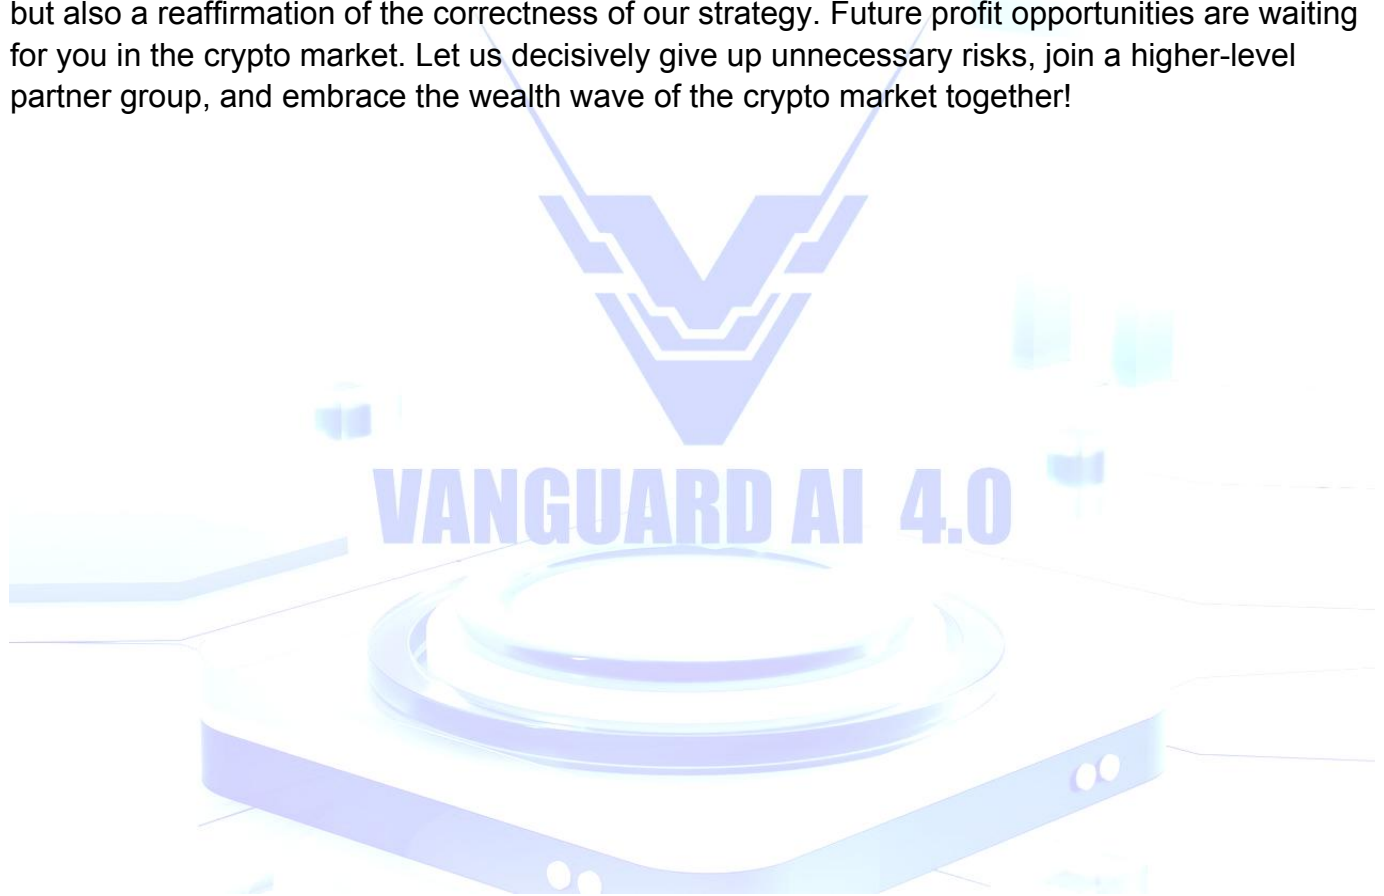 but also a reaffirmation of the correctness of our strategy. Future profit opportunities are waiting
for you in the crypto market. Let us decisively give up unnecessary risks, join a higher-level
partner group, and embrace the wealth wave of the crypto market together!
VANGUARD AI 4.0